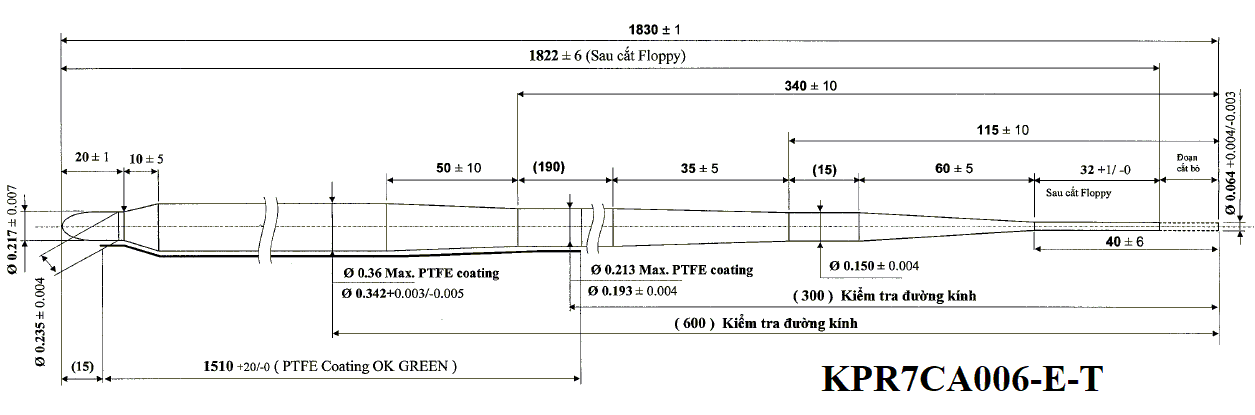 1830 ± 1
1822 ± 6 (Sau cắt Floppy)
340 ± 10
115 ± 10
20 ± 1
10 ± 5
50 ± 10
(190)
35 ± 5
(15)
60 ± 5
32 +1/ -0
Đoạn
cắt bỏ
Sau cắt Floppy
Ø 0.064 +0.004/-0.003
Ø 0.217 ± 0.007
40 ± 6
Ø 0.36 Max. PTFE coating
Ø 0.342+0.003/-0.005
Ø 0.213 Max. PTFE coating
Ø 0.193 ± 0.004
Ø 0.150 ± 0.004
Ø 0.235 ± 0.004
( 300 ) Kiểm tra đường kính
( 600 ) Kiểm tra đường kính
(15)
1510 +20/-0 ( PTFE Coating OK GREEN )
KPR7CA006-E-T